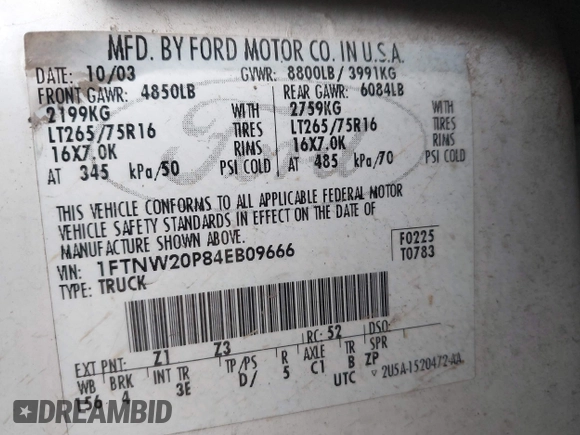 MFD. BY FORD MOTOR CO. IN U.S.A.
DATE: 10/03 GVWR: 8800LB/ 3991KG
FRONT GAWR: 4850LB REAR GAWR: 6084LB
2199KG WITH 2759KG WITH
LT265/75R16 TIRES LT265/75R16 TIRES
16X7.0K RIMS 16X7.0K RIMS
AT 345 kPa/50 PSI COLD AT 485 kPa/70 PSI COLD
Ford
THIS VEHICLE CONFORMS TO ALL APPLICABLE FEDERAL MOTOR
VEHICLE SAFETY STANDARDS IN EFFECT ON THE DATE OF
MANUFACTURE SHOWN ABOVE.
VIN: 1FTNW20P84EB09666 F0225
TYPE: TRUCK T0783
EXT PNT: Z1 Z3 RC: 52 DSO:
WB BRK INT TR TP/PS R AXLE TR SPR
156 4 3E D/ 5 C1 B ZP
UTC 2U5A-1520472-AA
DREAMBID